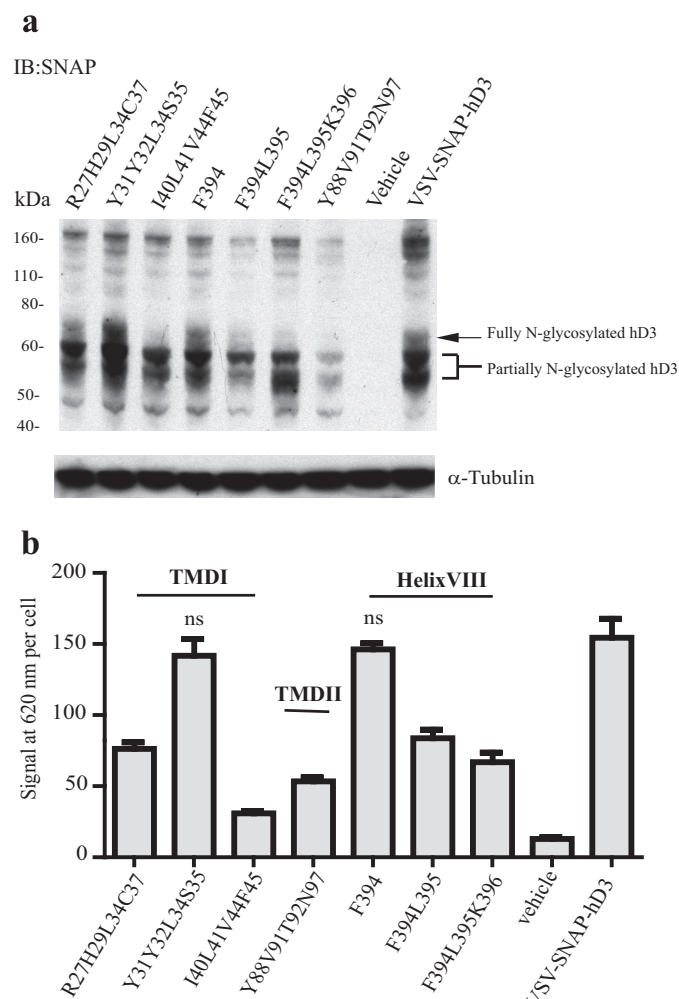 a
IB:SNAP
R27H29L34C37
Y31Y32L34S35
I40L41V44F45
F394
F394L395
F394L395K396
Y88V91T92N97
Vehicle
VSV-SNAP-hD3
kDa
160-
110-
80-
60-
50-
40-
Fully N-glycosylated hD3
Partially N-glycosylated hD3
α-Tubulin
b
Signal at 620 nm per cell
200
150
100
50
0
TMDI
ns
TMDII
HelixVIII
ns
R27H29L34C37
Y31Y32L34S35
I40L41V44F45
Y88V91T92N97
F394
F394L395
F394L395K396
vehicle
VSV-SNAP-hD3